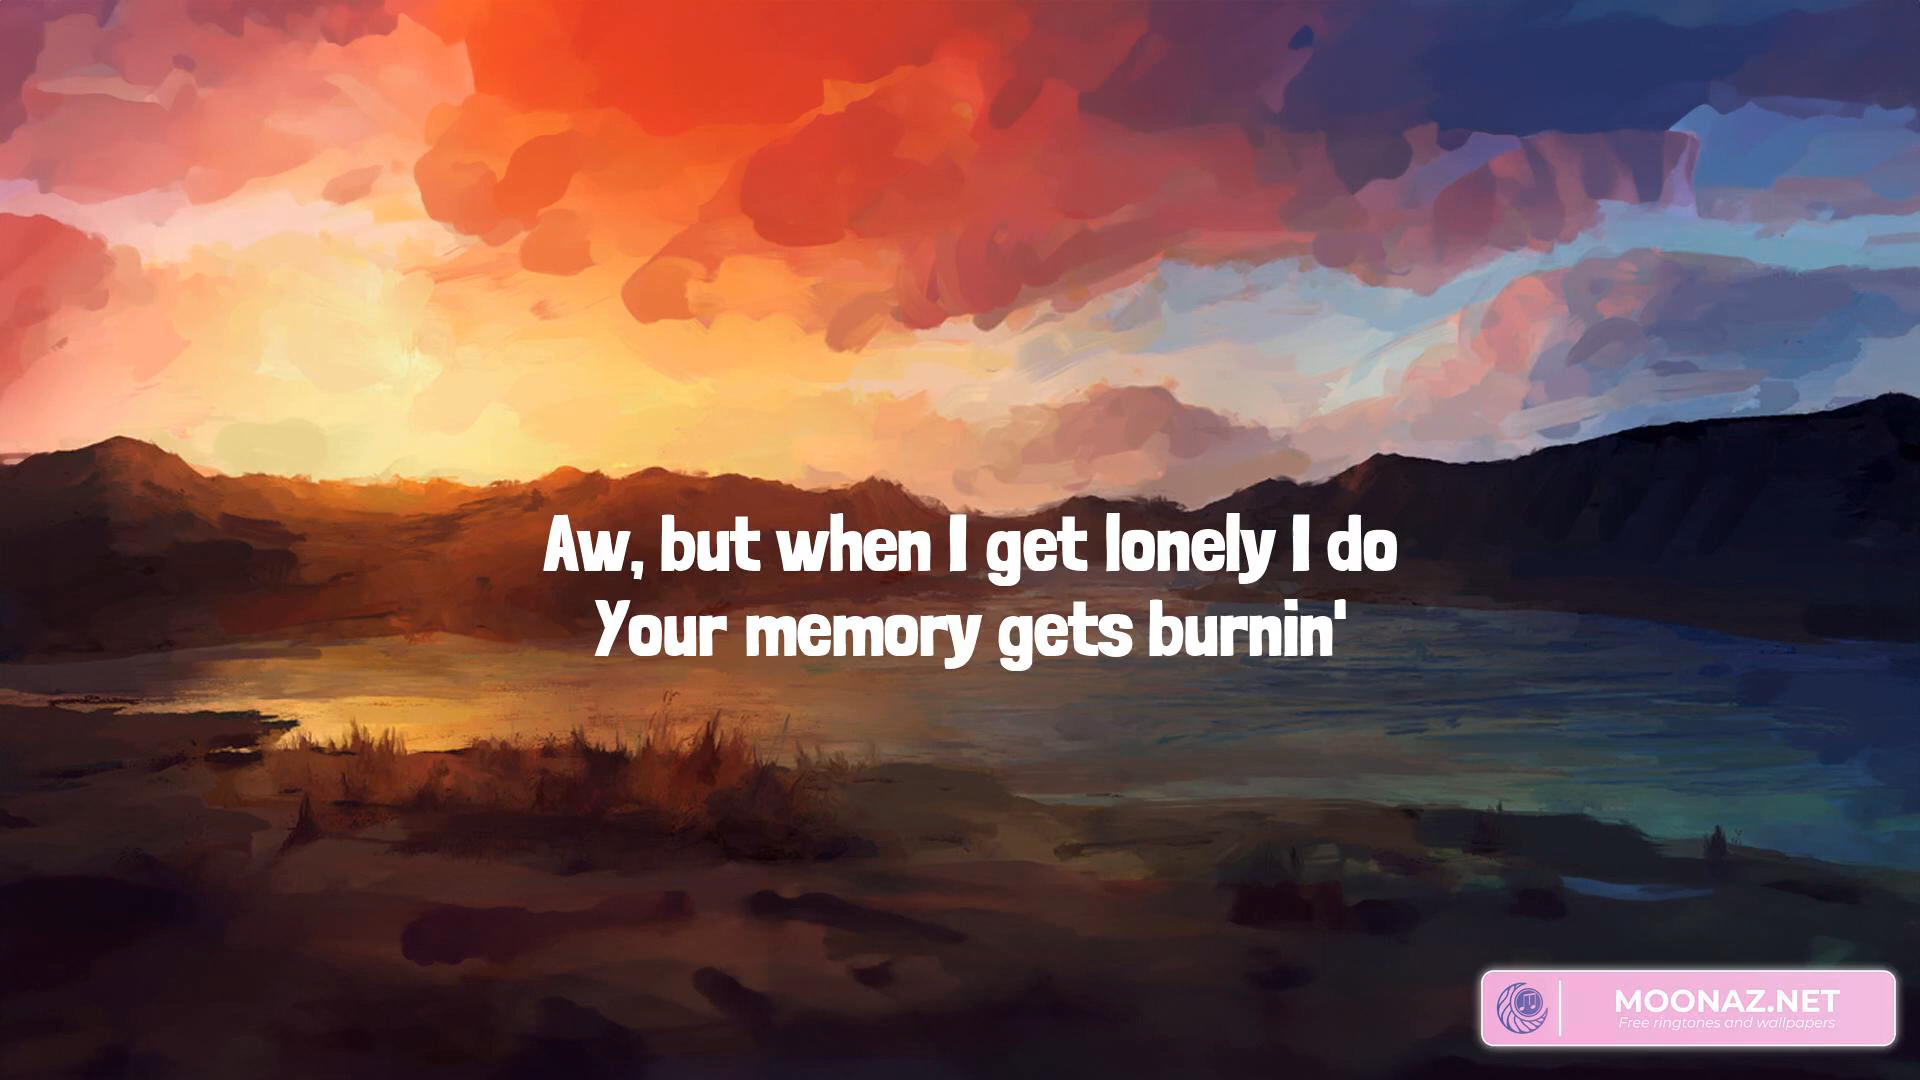 Aw, but when I get lonely I do
Your memory gets burnin'
MOONAZ.NET
Free ringtones and wallpapers